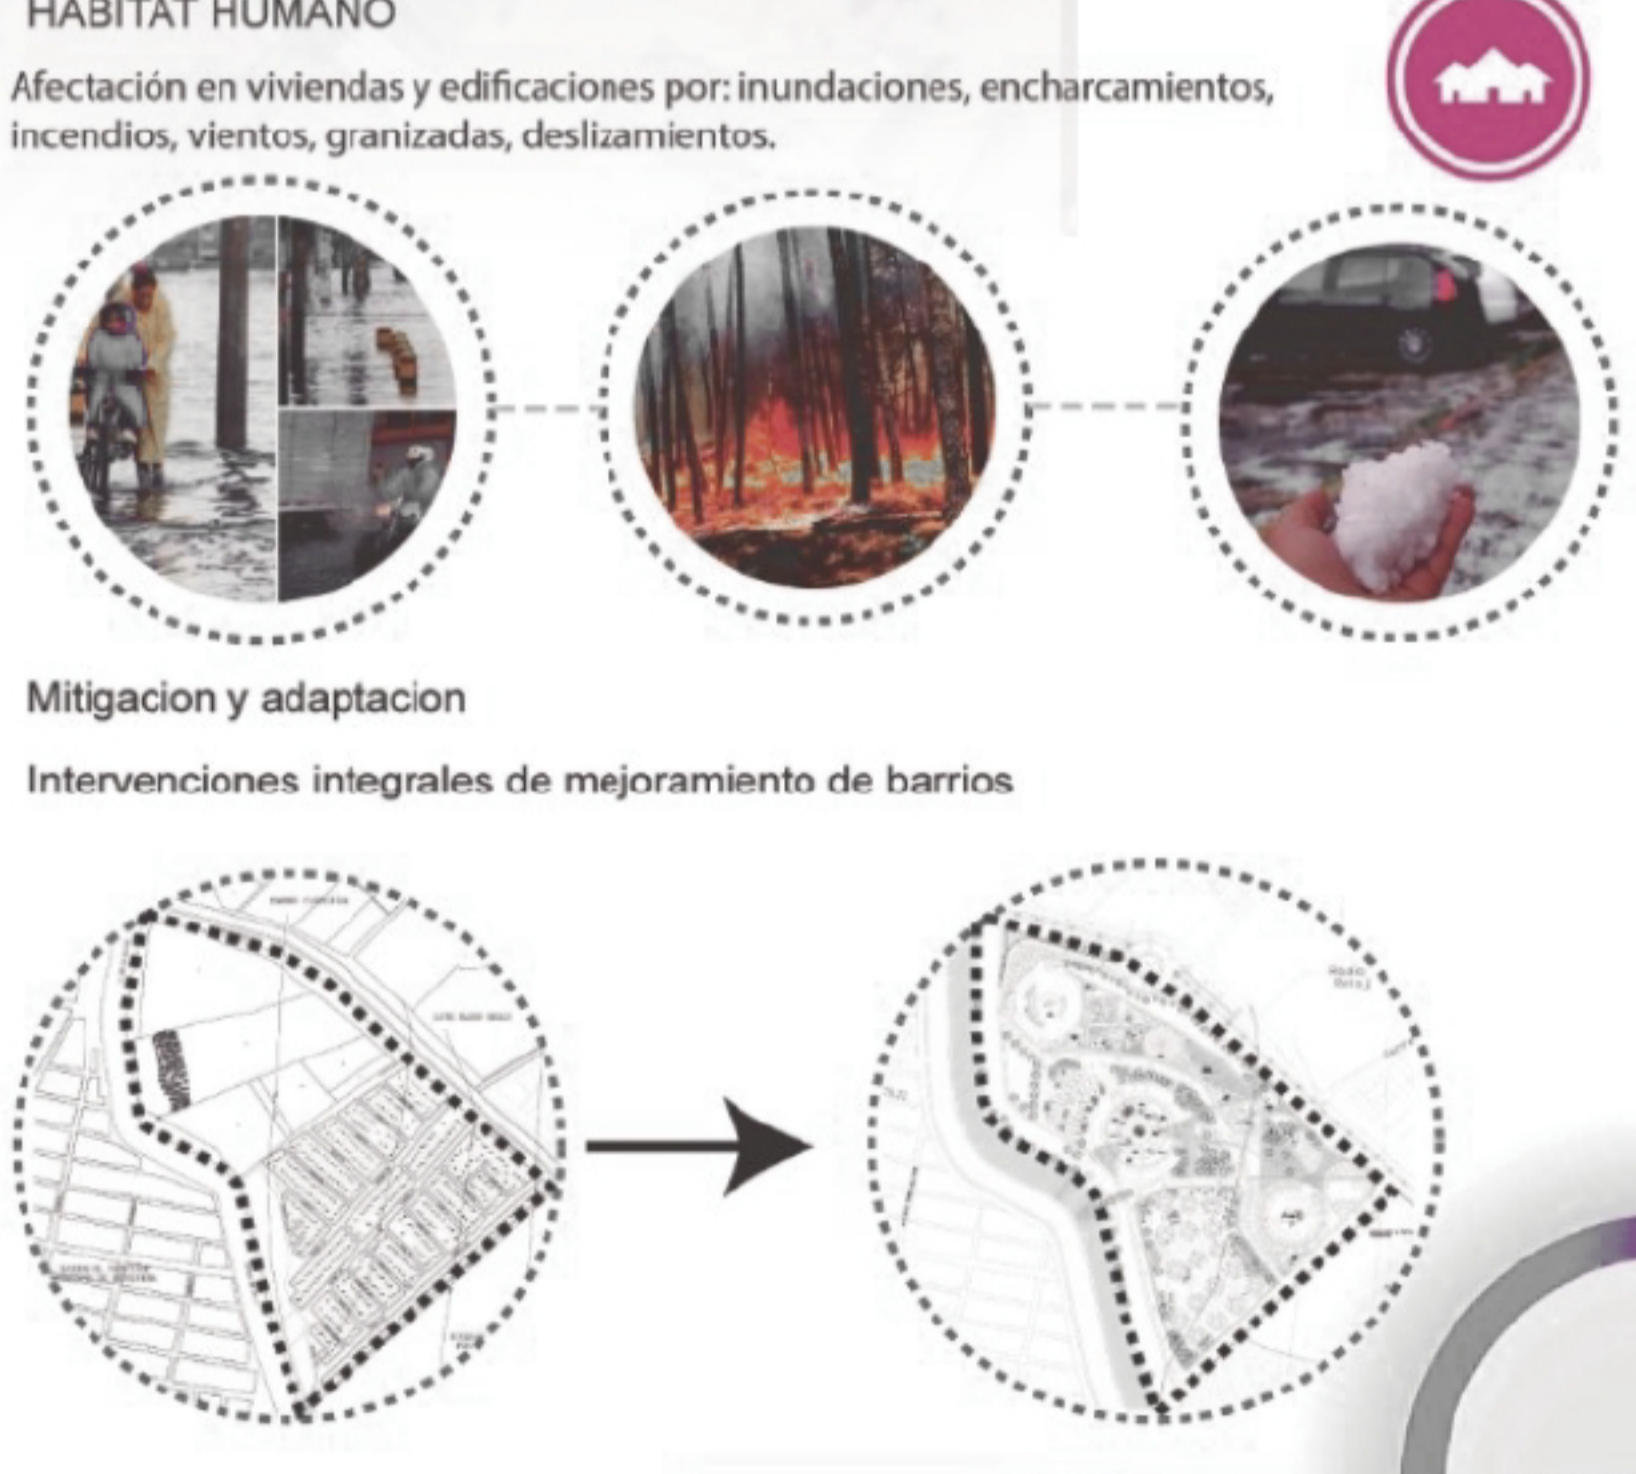 HABITAT HUMANO
Afectación en viviendas y edificaciones por: inundaciones, encharcamientos,
incendios, vientos, granizadas, deslizamientos.
Mitigacion y adaptacion
Intervenciones integrales de mejoramiento de barrios